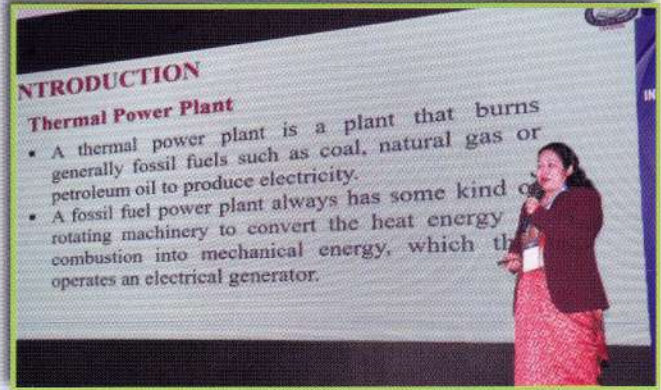 NTRODUCTION
Thermal Power Plant
• A thermal power plant is a plant that burns
generally fossil fuels such as coal, natural gas or
petroleum oil to produce electricity.
• A fossil fuel power plant always has some kind o
rotating machinery to convert the heat energy
combustion into mechanical energy, which th
operates an electrical generator.
IN